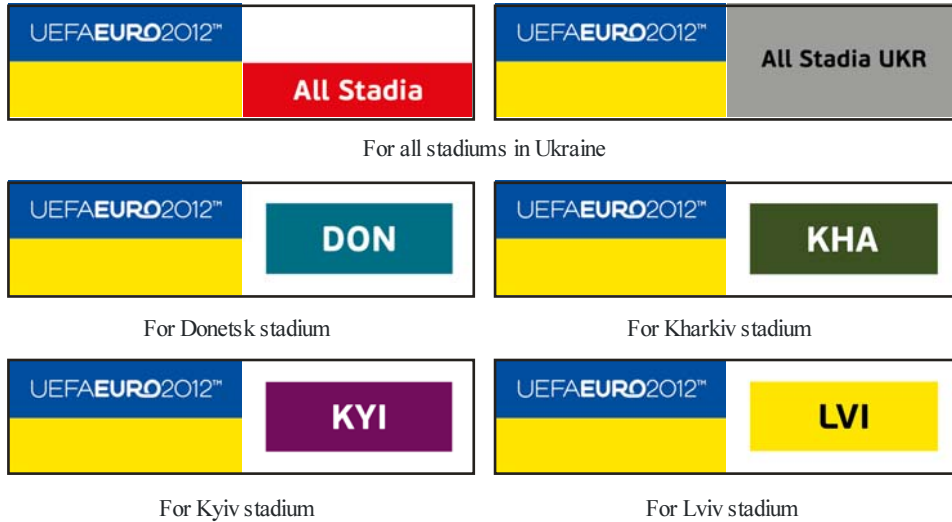 UEFAEURO2012™ UEFAEURO2012™
All Stadia All Stadia UKR
For all stadiums in Ukraine
UEFAEURO2012™ UEFAEURO2012™
DON KHA
For Donetsk stadium For Kharkiv stadium
UEFAEURO2012™ UEFAEURO2012™
KYI LVI
For Kyiv stadium For Lviv stadium